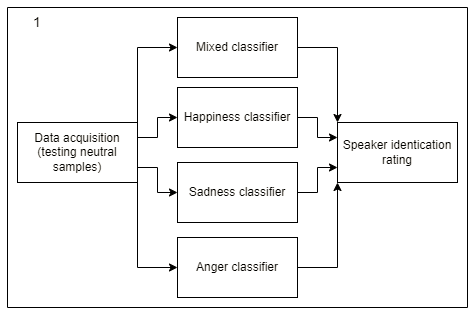 1
Mixed classifier
Happiness classifier
Data acquisition
(testing neutral
samples)
Speaker identication
rating
Sadness classifier
Anger classifier